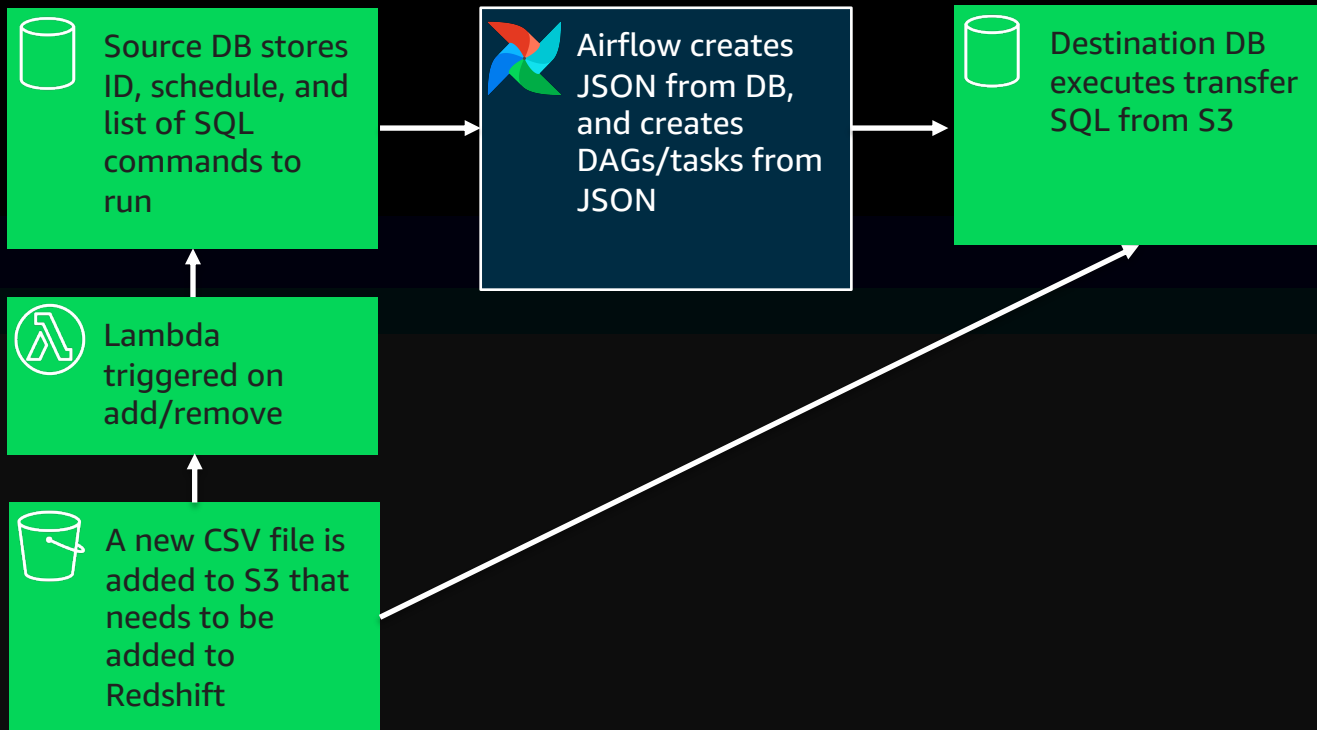 Source DB stores
ID, schedule, and
list of SQL
commands to
run
Airflow creates
JSON from DB,
and creates
DAGs/tasks from
JSON
Destination DB
executes transfer
SQL from S3
Lambda
triggered on
add/remove
A new CSV file is
added to S3 that
needs to be
added to
Redshift